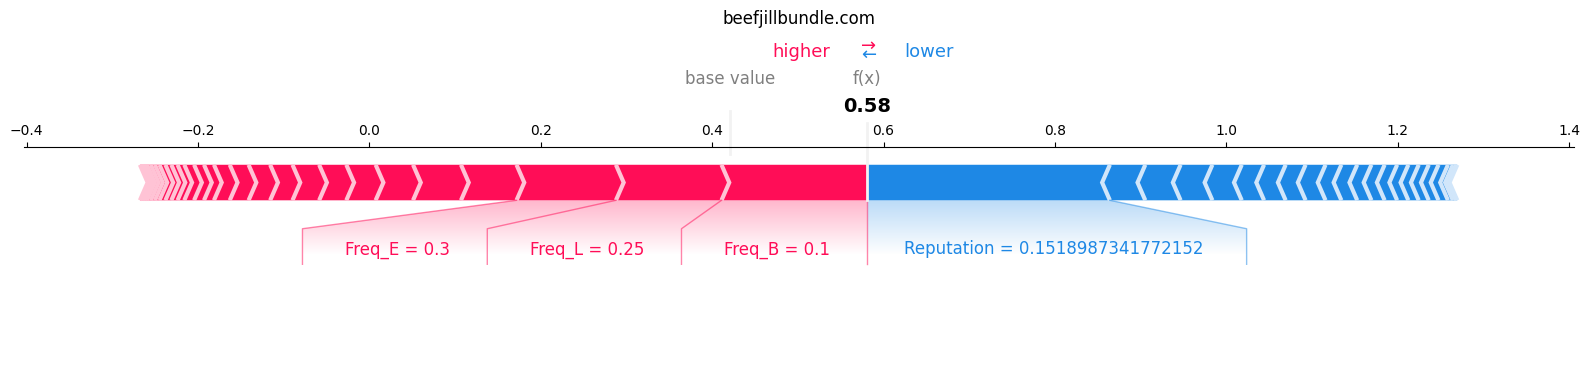 beefjillbundle.com
higher → ← lower
base value f(x)
0.58
−0.4 −0.2 0.0 0.2 0.4 0.6 0.8 1.0 1.2 1.4
Freq_E = 0.3 Freq_L = 0.25 Freq_B = 0.1 Reputation = 0.1518987341772152